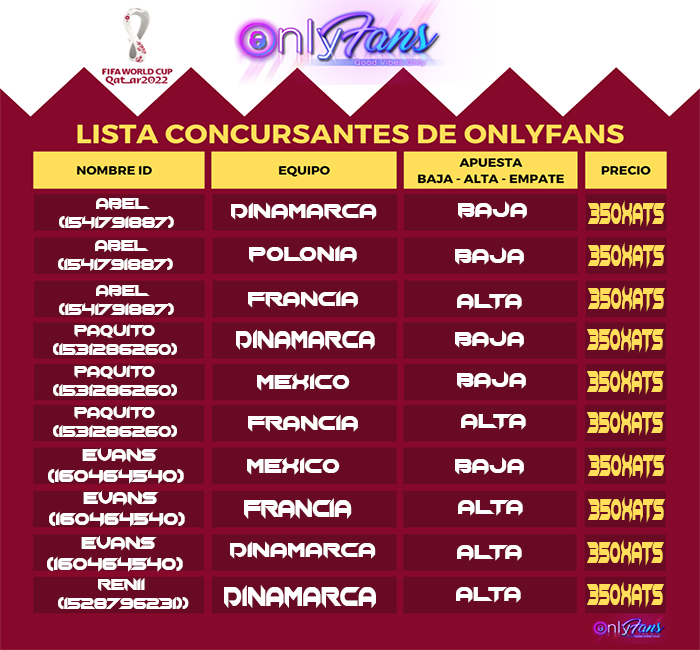 FIFA WORLD CUP
Qatar2022
OnlyFans
Good Vibes Only
LISTA CONCURSANTES DE ONLYFANS
NOMBRE ID EQUIPO APUESTA BAJA - ALTA - EMPATE PRECIO
ABEL (1541791887) DINAMARCA BAJA 350XATS
ABEL (1541791887) POLONIA BAJA 350XATS
ABEL (1541791887) FRANCIA ALTA 350XATS
PAQUITO (1531286260) DINAMARCA BAJA 350XATS
PAQUITO (1531286260) MEXICO BAJA 350XATS
PAQUITO (1531286260) FRANCIA ALTA 350XATS
EVANS (160464540) MEXICO BAJA 350XATS
EVANS (160464540) FRANCIA ALTA 350XATS
EVANS (160464540) DINAMARCA ALTA 350XATS
RENII (1528796231)) DINAMARCA ALTA 350XATS
OnlyFans